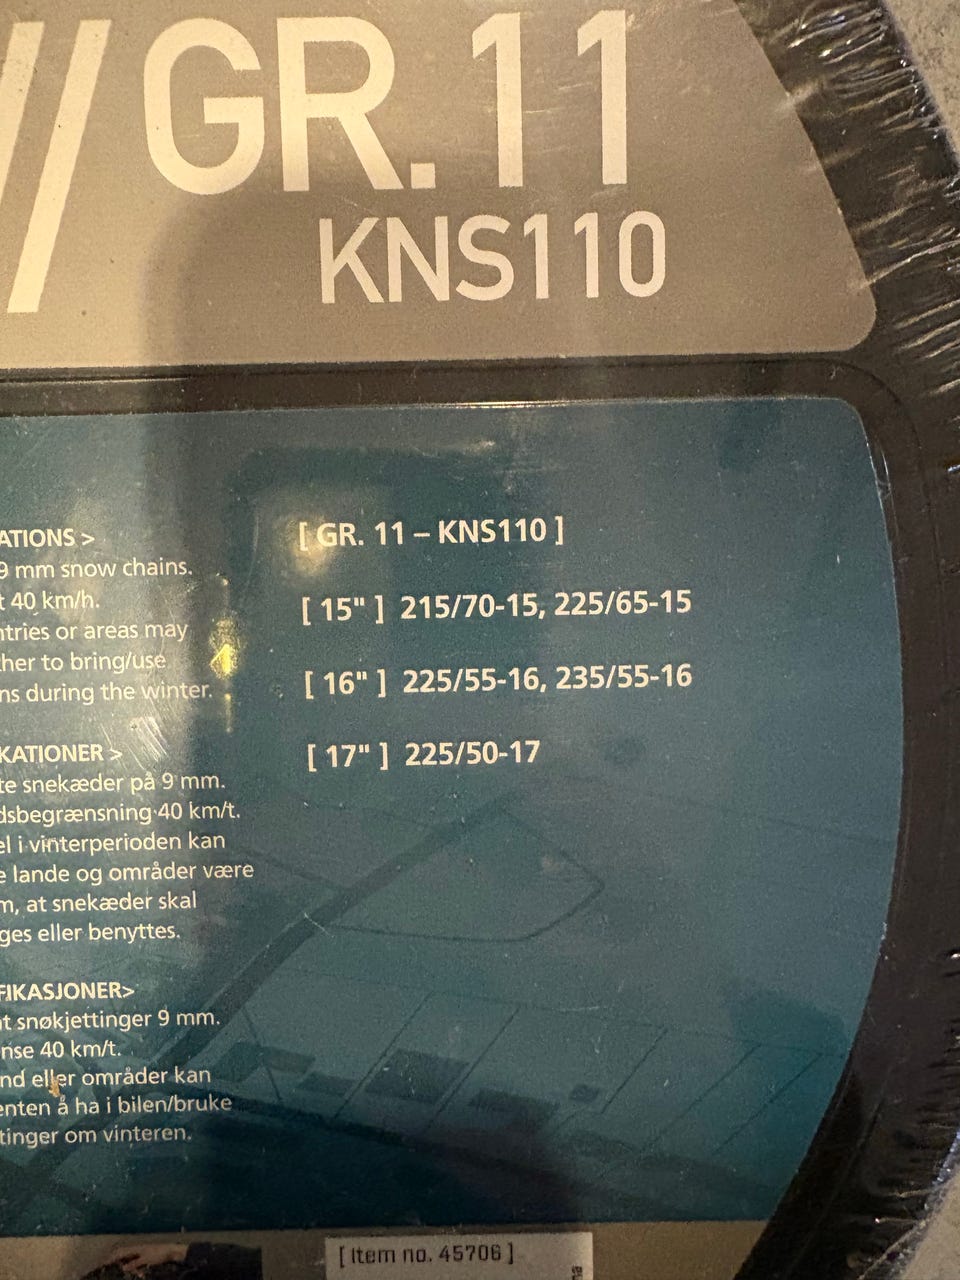 // GR. 11
KNS110
ATIONS >
9 mm snow chains.
t 40 km/h.
ntries or areas may
her to bring/use
ns during the winter.
KATIONER >
te snekæder på 9 mm.
dsbegrænsning 40 km/t.
el i vinterperioden kan
e lande og områder være
m, at snekæder skal
ges eller benyttes.
FIKASJONER>
at snøkjettinger 9 mm.
nse 40 km/t.
nd eller områder kan
enten å ha i bilen/bruke
tinger om vinteren.
[ GR. 11 – KNS110 ]
[ 15" ] 215/70-15, 225/65-15
[ 16" ] 225/55-16, 235/55-16
[ 17" ] 225/50-17
[ Item no. 45706 ]